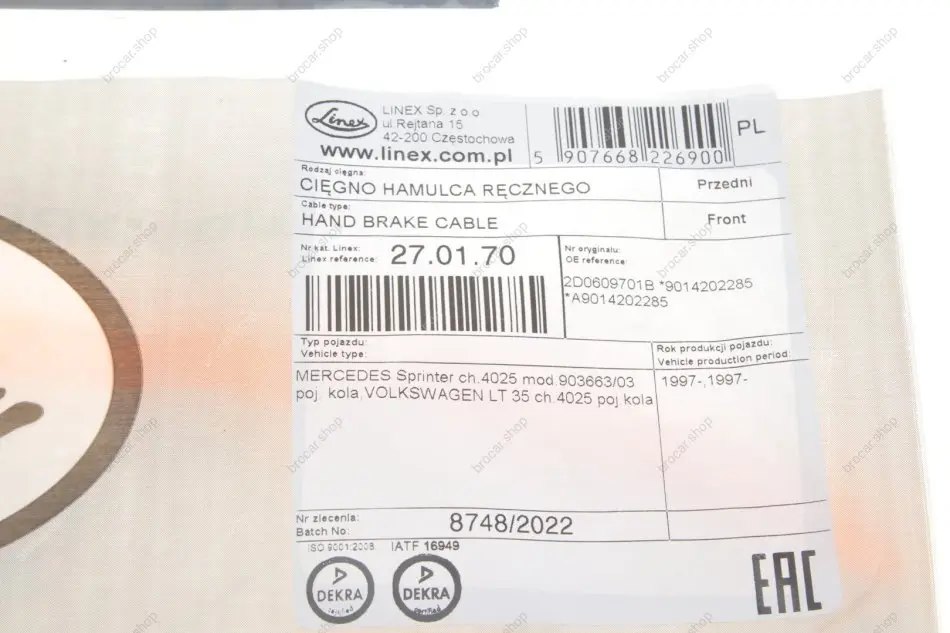 Linex
LINEX Sp. z o.o
ul Rejtana 15
42-200 Częstochowa
www.linex.com.pl
5 907668 226900
PL
Rodzaj cięgna:
CIĘGNO HAMULCA RĘCZNEGO
Przedni
Cable type:
HAND BRAKE CABLE
Front
Nr kat. Linex:
Linex reference:
27.01.70
Nr oryginału:
OE reference:
2D0609701B *9014202285
*A9014202285
Typ pojazdu:
Vehicle type:
Rok produkcji pojazdu:
Vehicle production period:
MERCEDES Sprinter ch.4025 mod.903663/03
poj. kola,VOLKSWAGEN LT 35 ch.4025 poj.kola
1997-,1997-
Nr zlecenia:
Batch No:
8748/2022
ISO 9001:2008
IATF 16949
DEKRA
certified
DEKRA
certified
EAC
brocar.shop